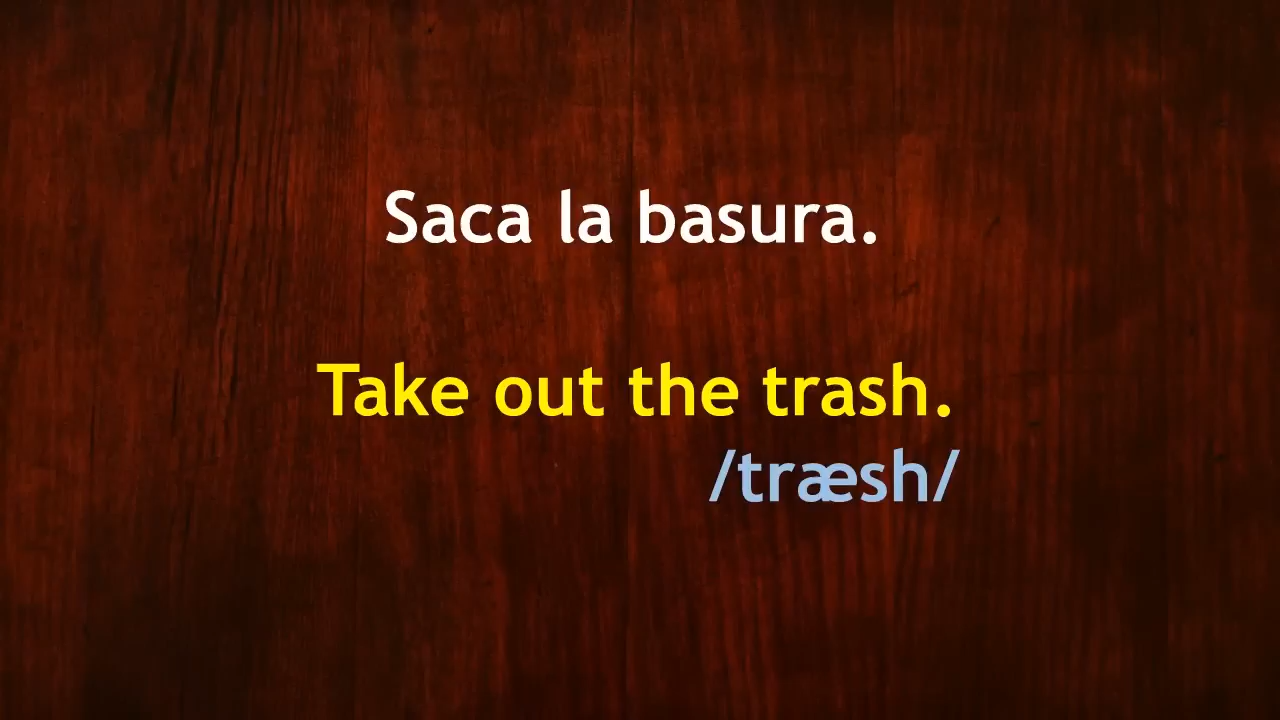 Saca la basura.
Take out the trash.
/træsh/